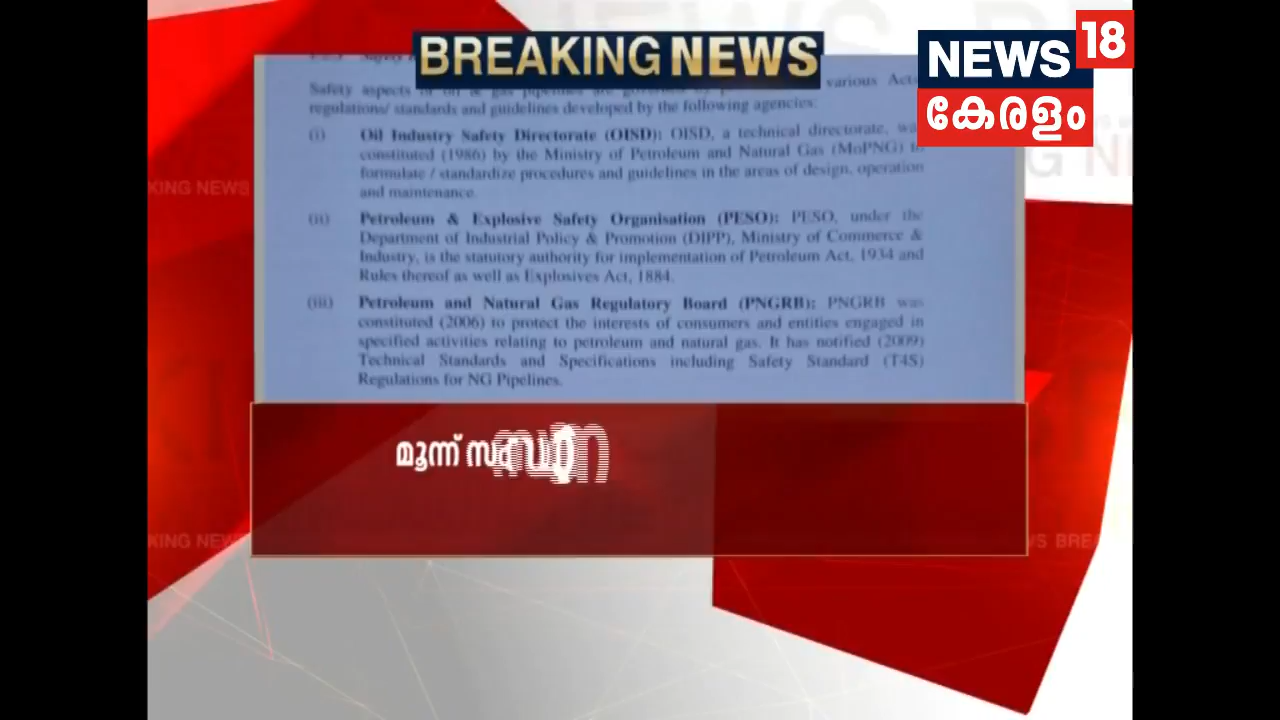 BREAKING NEWS
NEWS 18
കേരളം
Safety aspects of oil & gas pipelines are various Acts
regulations/ standards and guidelines developed by the following agencies:
(i) Oil Industry Safety Directorate (OISD): OISD, a technical directorate, was
constituted (1986) by the Ministry of Petroleum and Natural Gas (MoPNG) to
formulate / standardize procedures and guidelines in the areas of design, operation
and maintenance.
(ii) Petroleum & Explosive Safety Organisation (PESO): PESO, under the
Department of Industrial Policy & Promotion (DIPP), Ministry of Commerce &
Industry, is the statutory authority for implementation of Petroleum Act, 1934 and
Rules thereof as well as Explosives Act, 1884.
(iii) Petroleum and Natural Gas Regulatory Board (PNGRB): PNGRB was
constituted (2006) to protect the interests of consumers and entities engaged in
specified activities relating to petroleum and natural gas. It has notified (2009)
Technical Standards and Specifications including Safety Standard (T4S)
Regulations for NG Pipelines.
മൂന്ന്